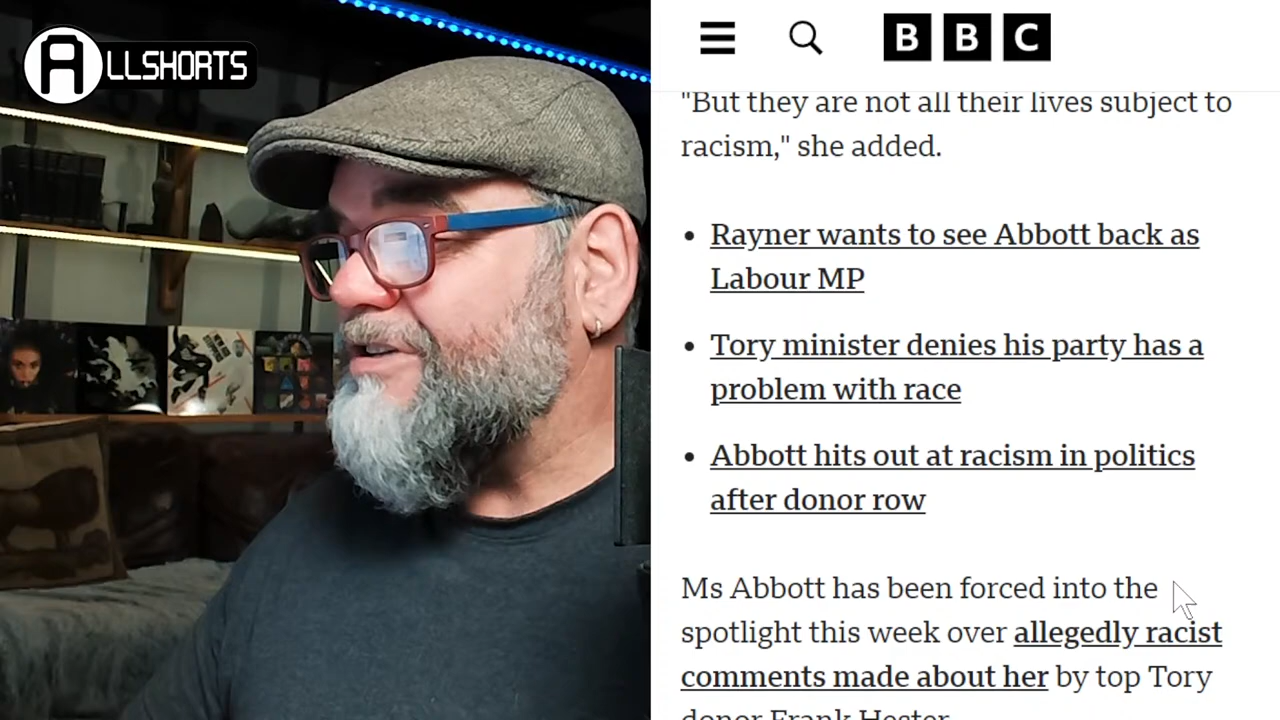 ALLSHORTS
BBC
"But they are not all their lives subject to
racism," she added.
• Rayner wants to see Abbott back as
Labour MP
• Tory minister denies his party has a
problem with race
• Abbott hits out at racism in politics
after donor row
Ms Abbott has been forced into the
spotlight this week over allegedly racist
comments made about her by top Tory
donor Frank Hester